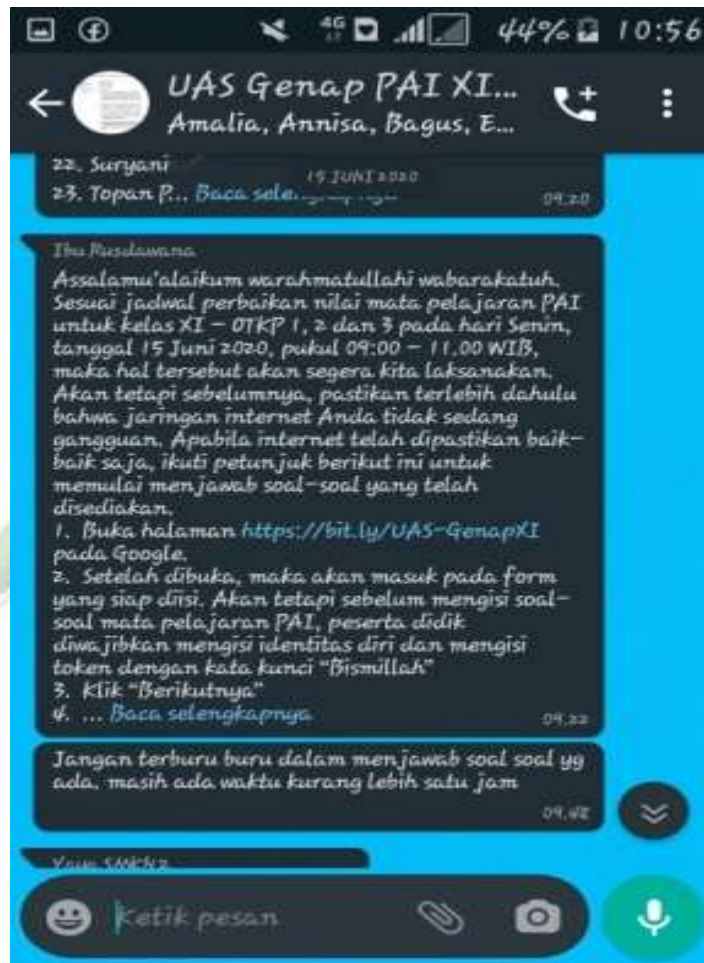 4G 44% 10:56
UAS Genap PAI XI...
Amalia, Annisa, Bagus, E...
22. Suryani
15 JUNI 2020
23. Topan P... Baca
09.20
Ibu Rusdawana
Assalamu'alaikum warahmatullahi wabarakatuh.
Sesuai jadwal perbaikan nilai mata pelajaran PAI
untuk kelas XI – OTKP 1, 2 dan 3 pada hari Senin,
tanggal 15 Juni 2020, pukul 09:00 – 11.00 WIB,
maka hal tersebut akan segera kita laksanakan.
Akan tetapi sebelumnya, pastikan terlebih dahulu
bahwa jaringan internet Anda tidak sedang
gangguan. Apabila internet telah dipastikan baik-
baik saja, ikuti petunjuk berikut ini untuk
memulai menjawab soal-soal yang telah
disediakan.
1. Buka halaman https://bit.ly/UAS-GenapXI
pada Google.
2. Setelah dibuka, maka akan masuk pada form
yang siap diisi. Akan tetapi sebelum mengisi soal-
soal mata pelajaran PAI, peserta didik
diwajibkan mengisi identitas diri dan mengisi
token dengan kata kunci "Bismillah"
3. Klik "Berikutnya"
4. ... Baca selengkapnya
09.22
Jangan terburu buru dalam menjawab soal soal yg
ada, masih ada waktu kurang lebih satu jam
09.48
Ketik pesan